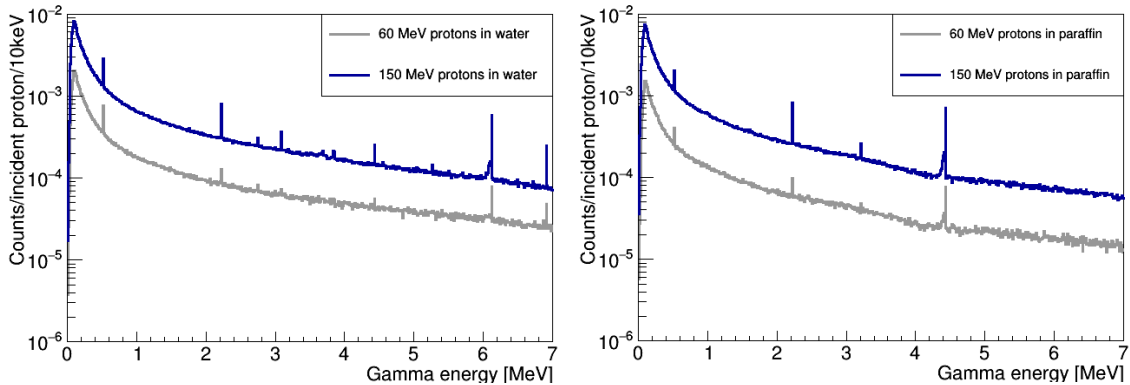 Counts/incident proton/10keV
10⁻²
10⁻³
10⁻⁴
10⁻⁵
10⁻⁶
60 MeV protons in water
150 MeV protons in water
0 1 2 3 4 5 6 7
Gamma energy [MeV]
Counts/incident proton/10keV
10⁻²
10⁻³
10⁻⁴
10⁻⁵
10⁻⁶
60 MeV protons in paraffin
150 MeV protons in paraffin
0 1 2 3 4 5 6 7
Gamma energy [MeV]